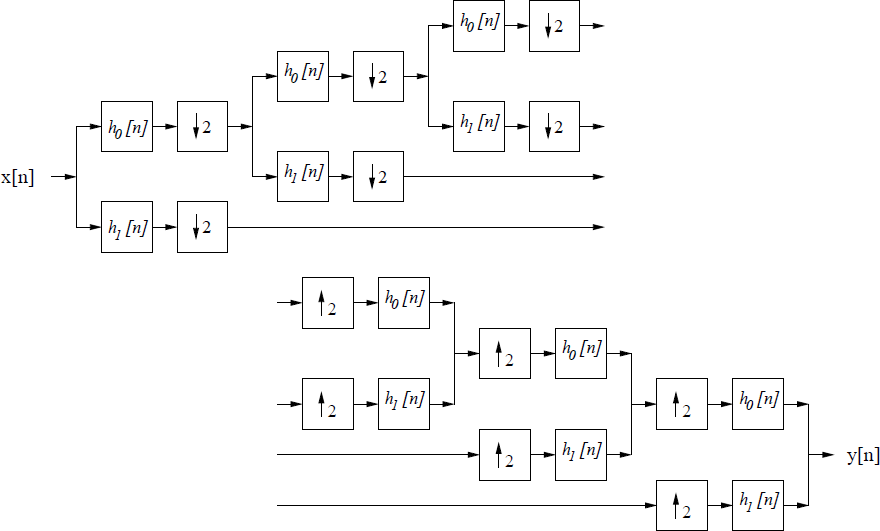 h0[n] ↓2
h0[n] ↓2
h0[n] ↓2 h1[n] ↓2
x[n]
h1[n] ↓2
h1[n] ↓2
↑2 h0[n]
↑2 h0[n]
↑2 h1[n] ↑2 h0[n]
↑2 h1[n] y[n]
↑2 h1[n]